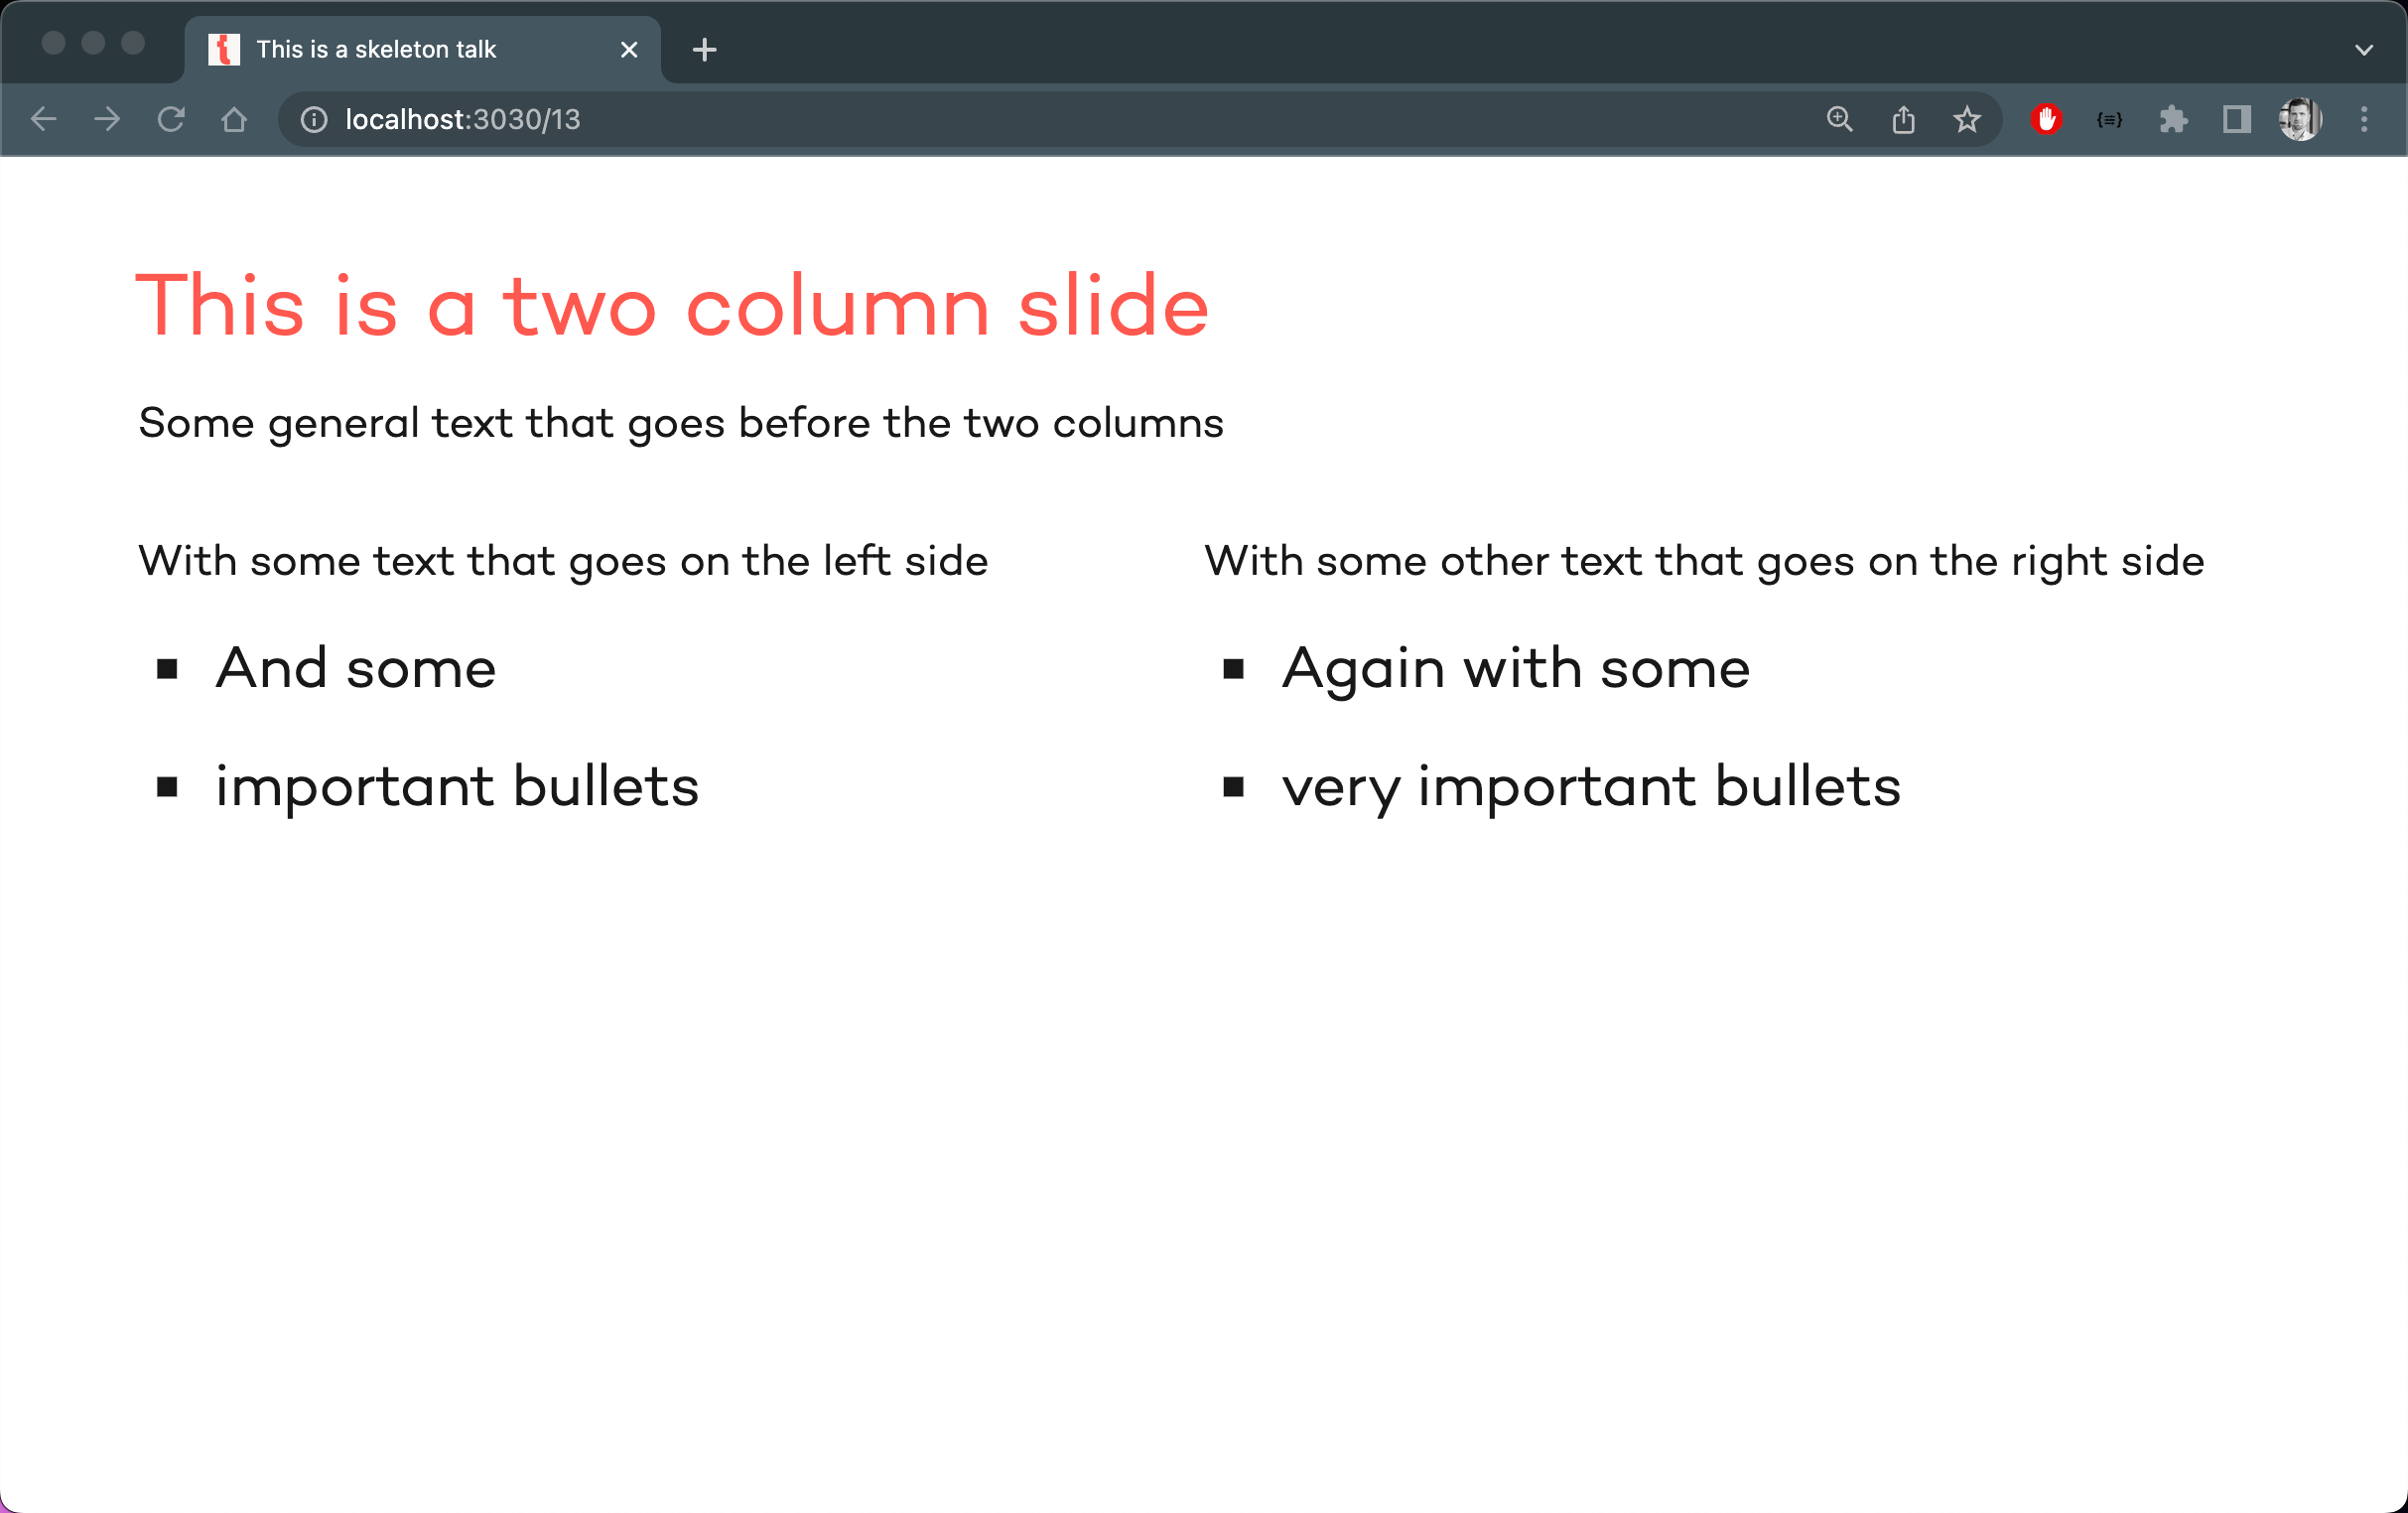 This is a skeleton talk
localhost:3030/13
This is a two column slide
Some general text that goes before the two columns
With some text that goes on the left side
And some
important bullets
With some other text that goes on the right side
Again with some
very important bullets